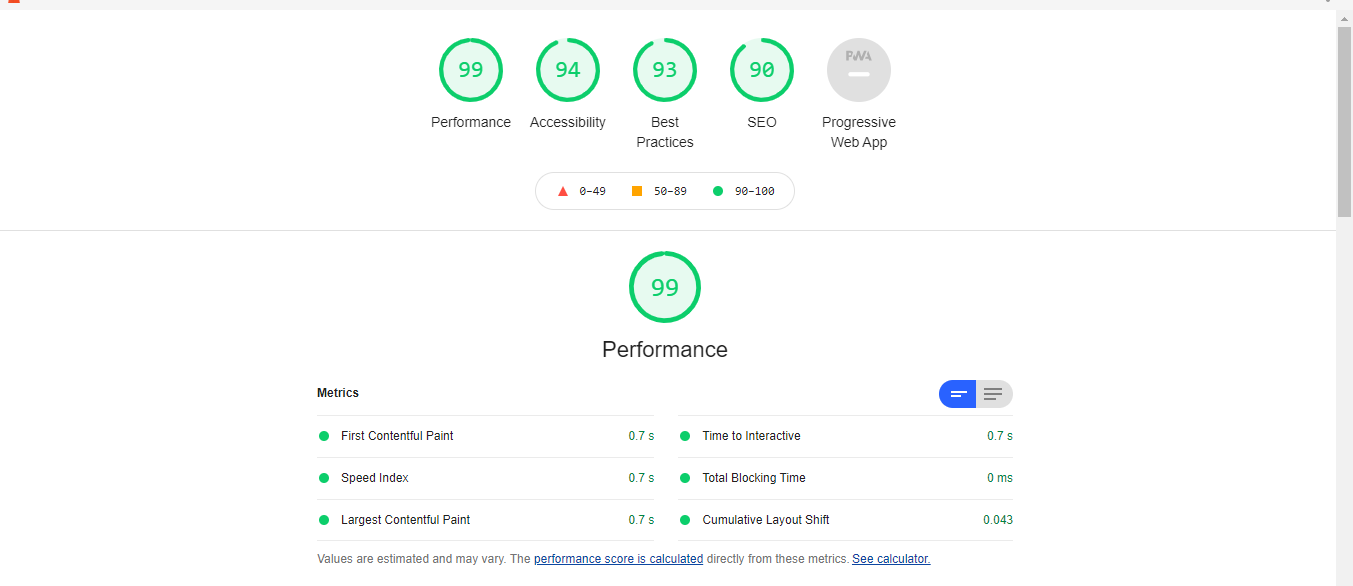 99 94 93 90 PWA
Performance Accessibility Best Practices SEO Progressive Web App
0–49 50–89 90–100
99
Performance
Metrics
First Contentful Paint 0.7 s
Time to Interactive 0.7 s
Speed Index 0.7 s
Total Blocking Time 0 ms
Largest Contentful Paint 0.7 s
Cumulative Layout Shift 0.043
Values are estimated and may vary. The performance score is calculated directly from these metrics. See calculator.